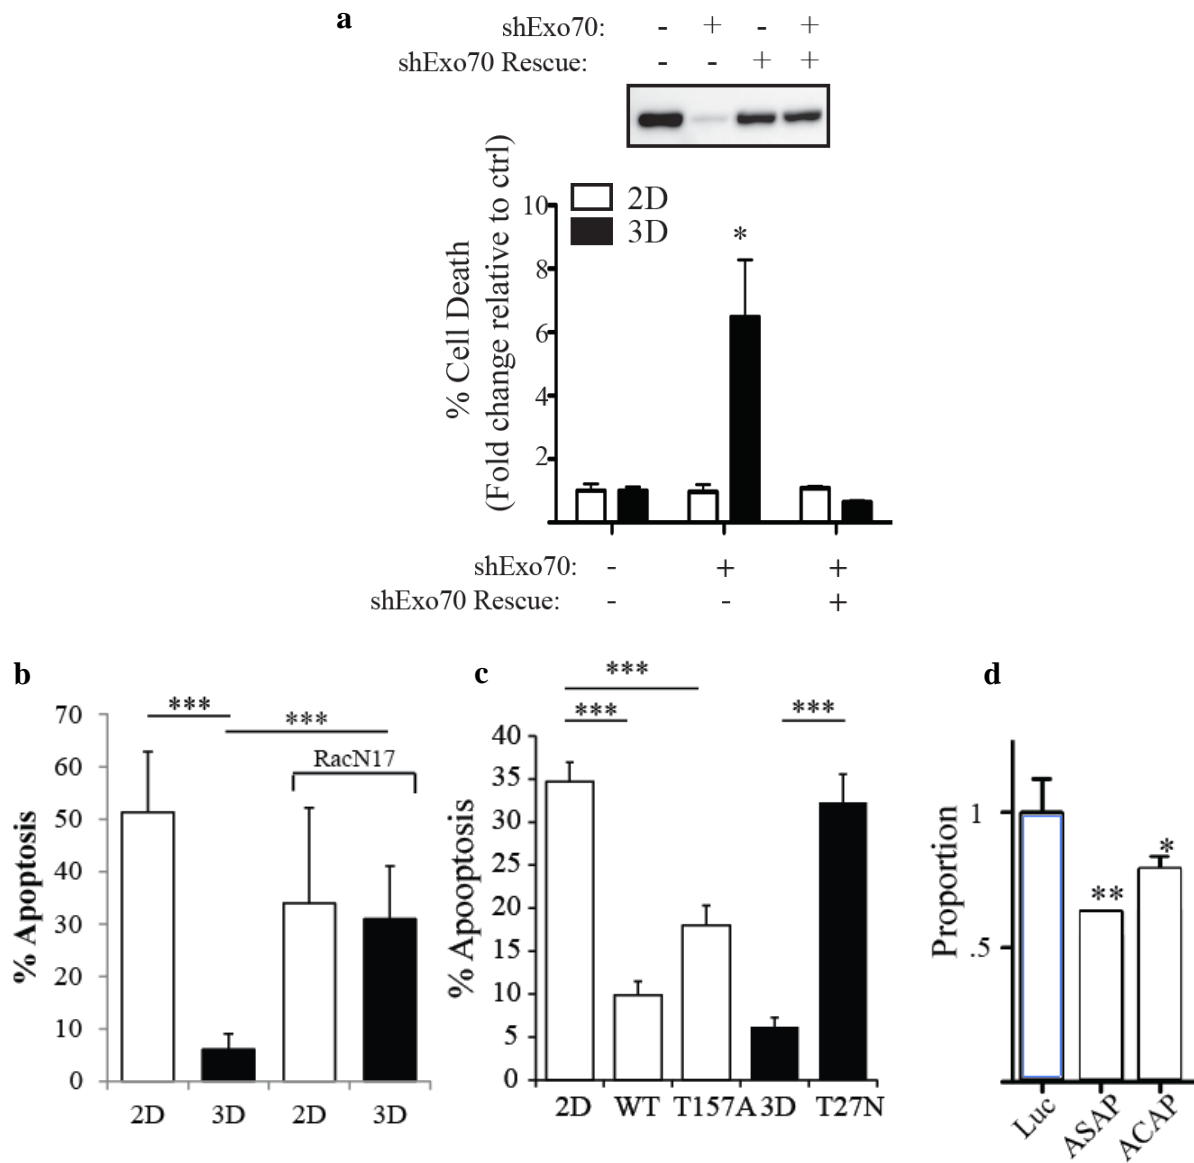 a
shExo70: - + - +
shExo70 Rescue: - - + +
% Cell Death
(Fold change relative to ctrl)
2D
3D
10
8
6
4
2
*
shExo70: - + +
shExo70 Rescue: - - +
b
% Apoptosis
70
60
50
40
30
20
10
0
***
***
RacN17
2D 3D 2D 3D
c
% Apooptosis
40
35
30
25
20
15
10
5
0
***
***
***
2D WT T157A 3D T27N
d
Proportion
1
.5
**
*
Luc
ASAP
ACAP